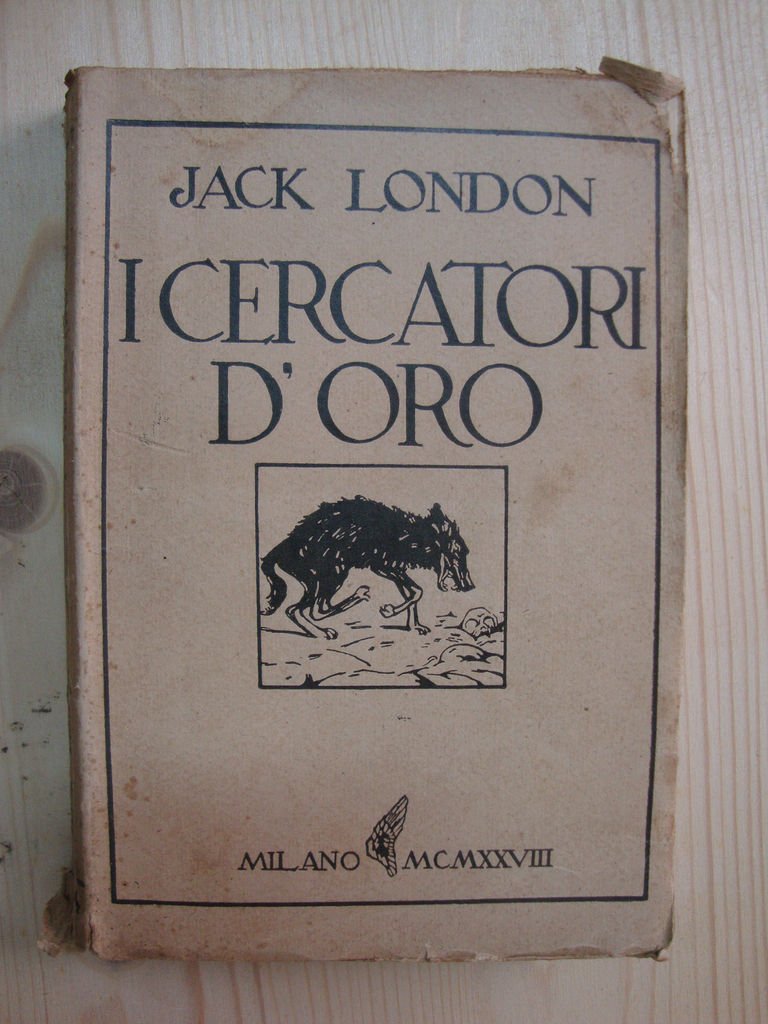 JACK LONDON
I CERCATORI
D'ORO
MILANO MCMXXVIII